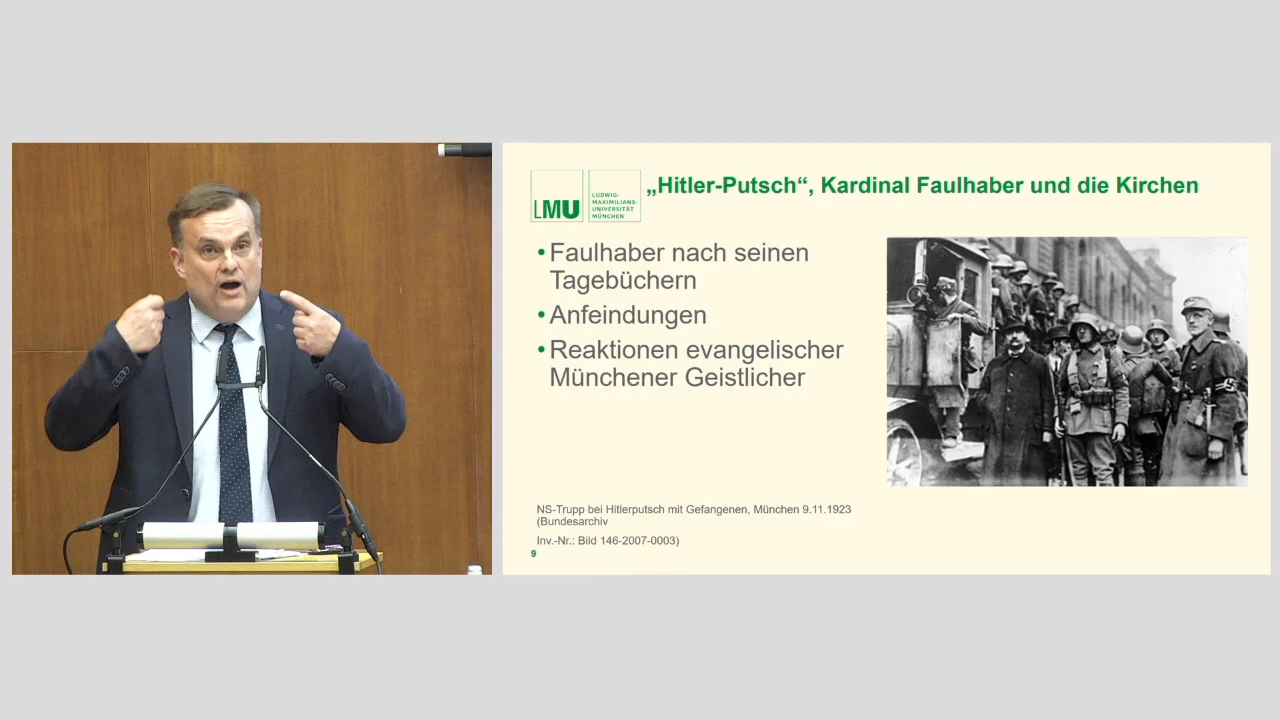 LMU
LUDWIG-
MAXIMILIANS-
UNIVERSITÄT
MÜNCHEN
„Hitler-Putsch“, Kardinal Faulhaber und die Kirchen
•Faulhaber nach seinen
Tagebüchern
•Anfeindungen
•Reaktionen evangelischer
Münchener Geistlicher
NS-Trupp bei Hitlerputsch mit Gefangenen, München 9.11.1923
(Bundesarchiv
Inv.-Nr.: Bild 146-2007-0003)
9